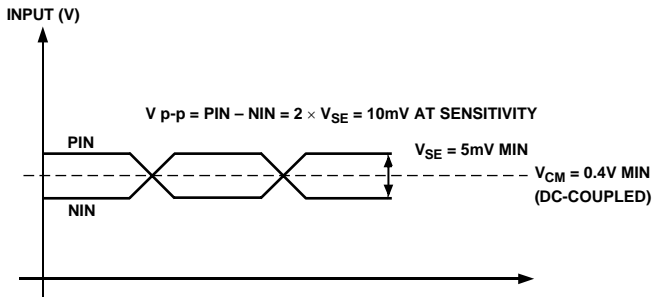 INPUT (V)
V p-p = PIN – NIN = 2 × VSE = 10mV AT SENSITIVITY
PIN
VSE = 5mV MIN
VCM = 0.4V MIN
(DC-COUPLED)
NIN